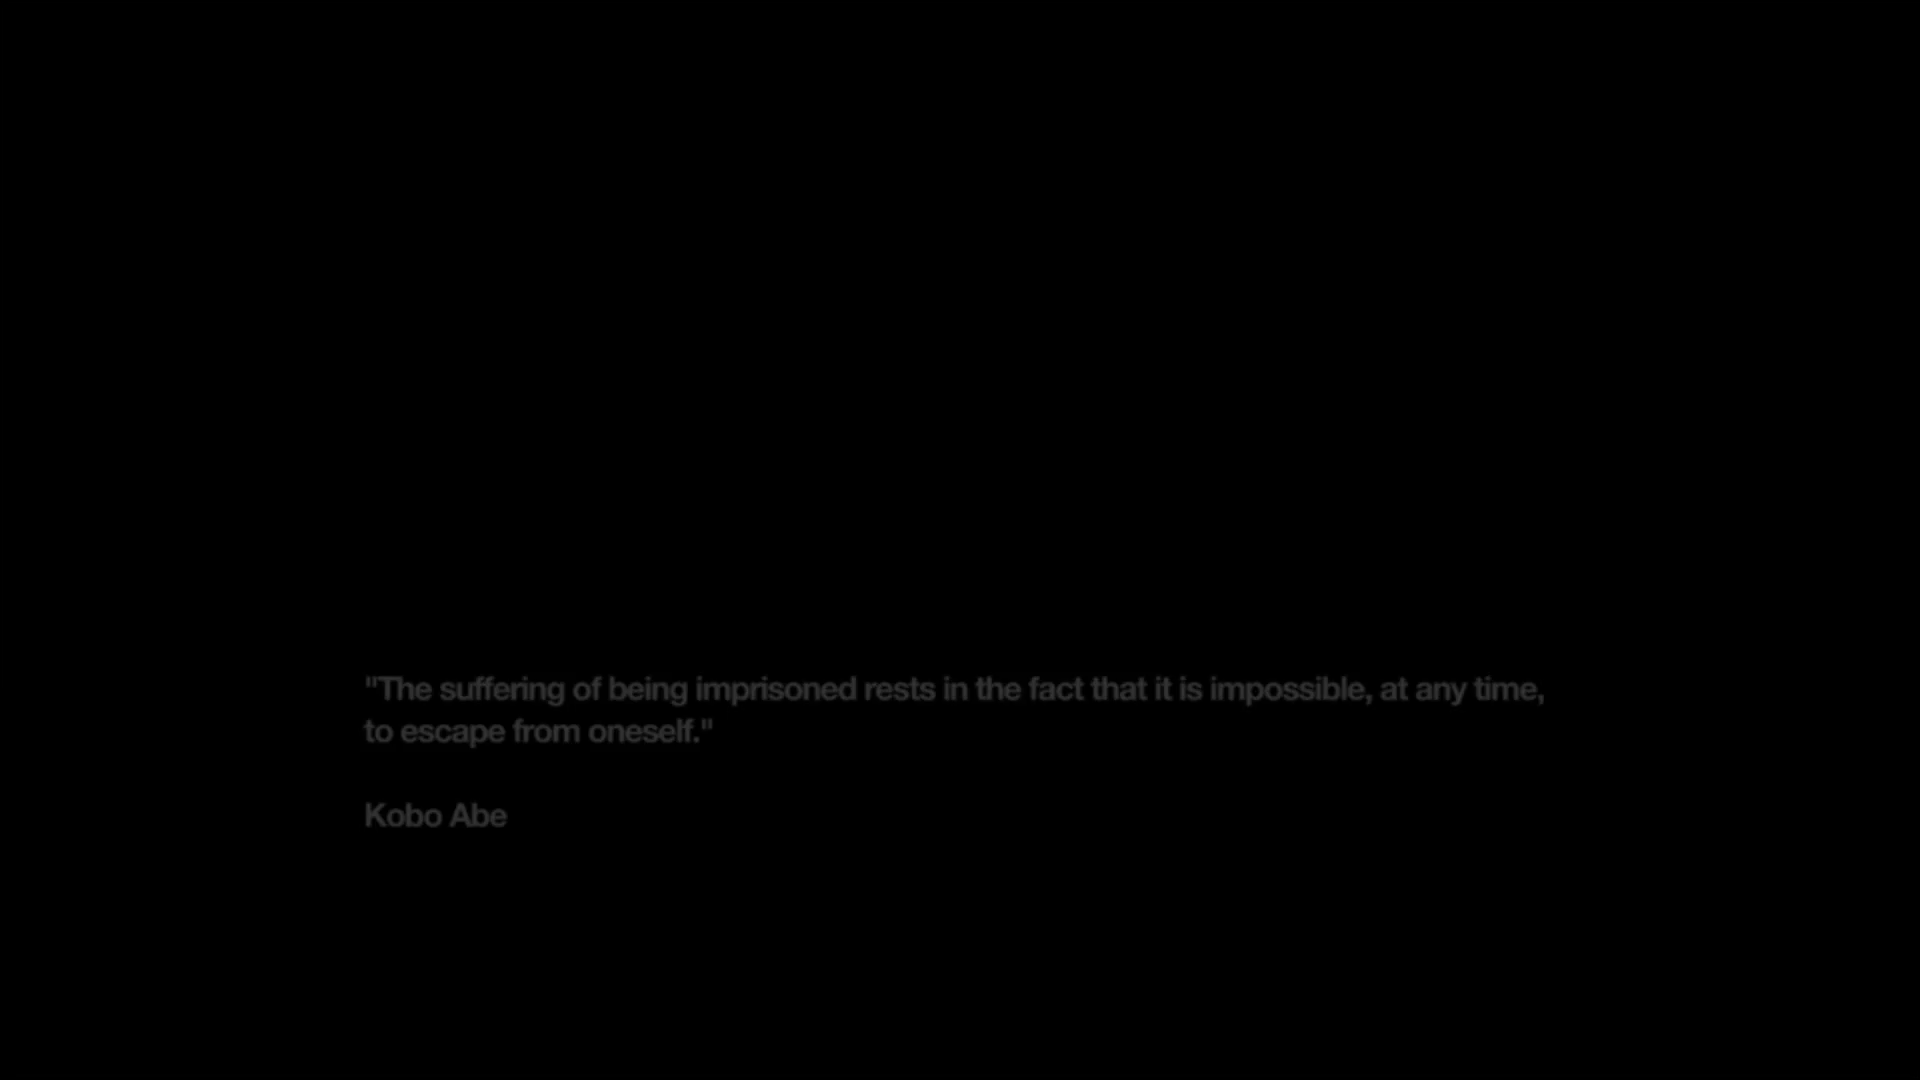 "The suffering of being imprisoned rests in the fact that it is impossible, at any time,
to escape from oneself."
Kobo Abe